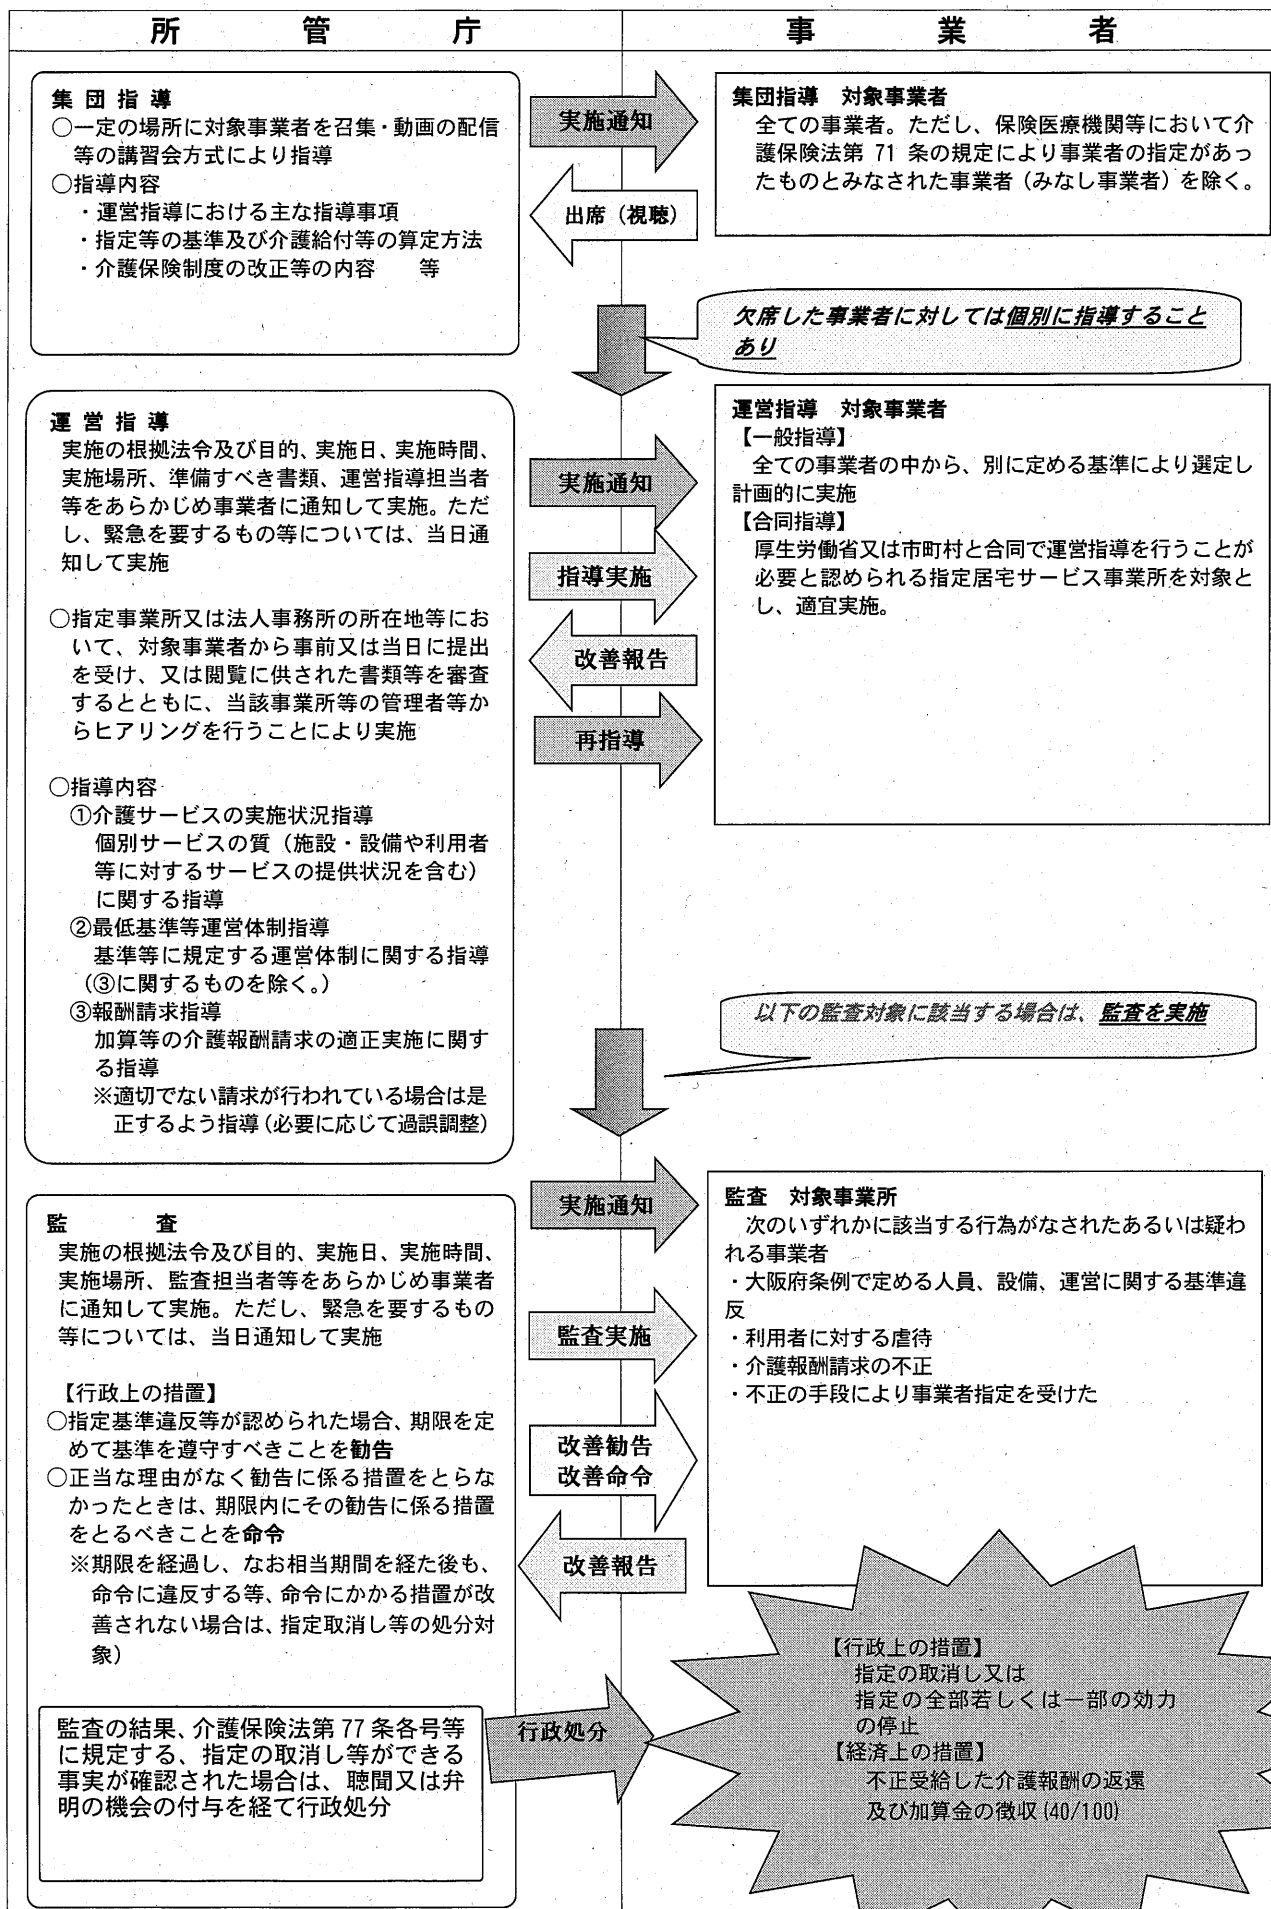 所管庁
事業者
集団指導
○一定の場所に対象事業者を召集・動画の配信
等の講習会方式により指導
○指導内容
・運営指導における主な指導事項
・指定等の基準及び介護給付等の算定方法
・介護保険制度の改正等の内容 等
実施通知
出席（視聴）
集団指導 対象事業者
全ての事業者。ただし、保険医療機関等において介
護保険法第 71 条の規定により事業者の指定があっ
たものとみなされた事業者（みなし事業者）を除く。
欠席した事業者に対しては個別に指導すること
あり
運営指導
実施の根拠法令及び目的、実施日、実施時間、
実施場所、準備すべき書類、運営指導担当者
等をあらかじめ事業者に通知して実施。ただ
し、緊急を要するもの等については、当日通
知して実施
○指定事業所又は法人事務所の所在地等にお
いて、対象事業者から事前又は当日に提出
を受け、又は閲覧に供された書類等を審査
するとともに、当該事業所等の管理者等か
らヒアリングを行うことにより実施
○指導内容
①介護サービスの実施状況指導
個別サービスの質（施設・設備や利用者
等に対するサービスの提供状況を含む）
に関する指導
②最低基準等運営体制指導
基準等に規定する運営体制に関する指導
（③に関するものを除く。）
③報酬請求指導
加算等の介護報酬請求の適正実施に関す
る指導
※適切でない請求が行われている場合は是
正するよう指導（必要に応じて過誤調整）
実施通知
指導実施
改善報告
再指導
運営指導 対象事業者
【一般指導】
全ての事業者の中から、別に定める基準により選定し
計画的に実施
【合同指導】
厚生労働省又は市町村と合同で運営指導を行うことが
必要と認められる指定居宅サービス事業所を対象と
し、適宜実施。
以下の監査対象に該当する場合は、監査を実施
監査
実施の根拠法令及び目的、実施日、実施時間、
実施場所、監査担当者等をあらかじめ事業者
に通知して実施。ただし、緊急を要するもの
等については、当日通知して実施
【行政上の措置】
○指定基準違反等が認められた場合、期限を定
めて基準を遵守すべきことを勧告
○正当な理由がなく勧告に係る措置をとらな
かったときは、期限内にその勧告に係る措置
をとるべきことを命令
※期限を経過し、なお相当期間を経た後も、
命令に違反する等、命令にかかる措置が改
善されない場合は、指定取消し等の処分対
象）
監査の結果、介護保険法第 77 条各号等
に規定する、指定の取消し等ができる
事実が確認された場合は、聴聞又は弁
明の機会の付与を経て行政処分
実施通知
監査実施
改善勧告
改善命令
改善報告
行政処分
監査 対象事業所
次のいずれかに該当する行為がなされたあるいは疑わ
れる事業者
・大阪府条例で定める人員、設備、運営に関する基準違
反
・利用者に対する虐待
・介護報酬請求の不正
・不正の手段により事業者指定を受けた
【行政上の措置】
指定の取消し又は
指定の全部若しくは一部の効力
の停止
【経済上の措置】
不正受給した介護報酬の返還
及び加算金の徴収(40/100)